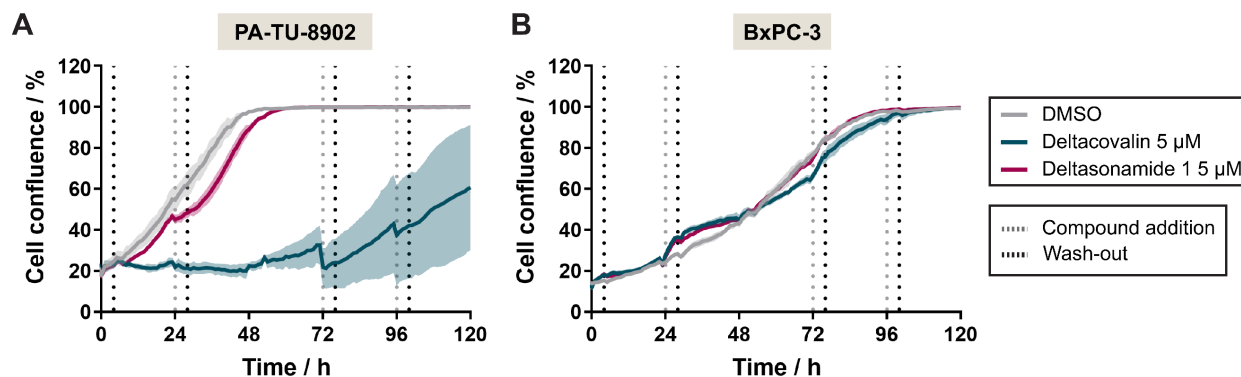 A
PA-TU-8902
Cell confluence / %
120
100
80
60
40
20
0
0 24 48 72 96 120
Time / h
B
BxPC-3
Cell confluence / %
120
100
80
60
40
20
0
0 24 48 72 96 120
Time / h
DMSO
Deltacovalin 5 µM
Deltasonamide 1 5 µM
Compound addition
Wash-out